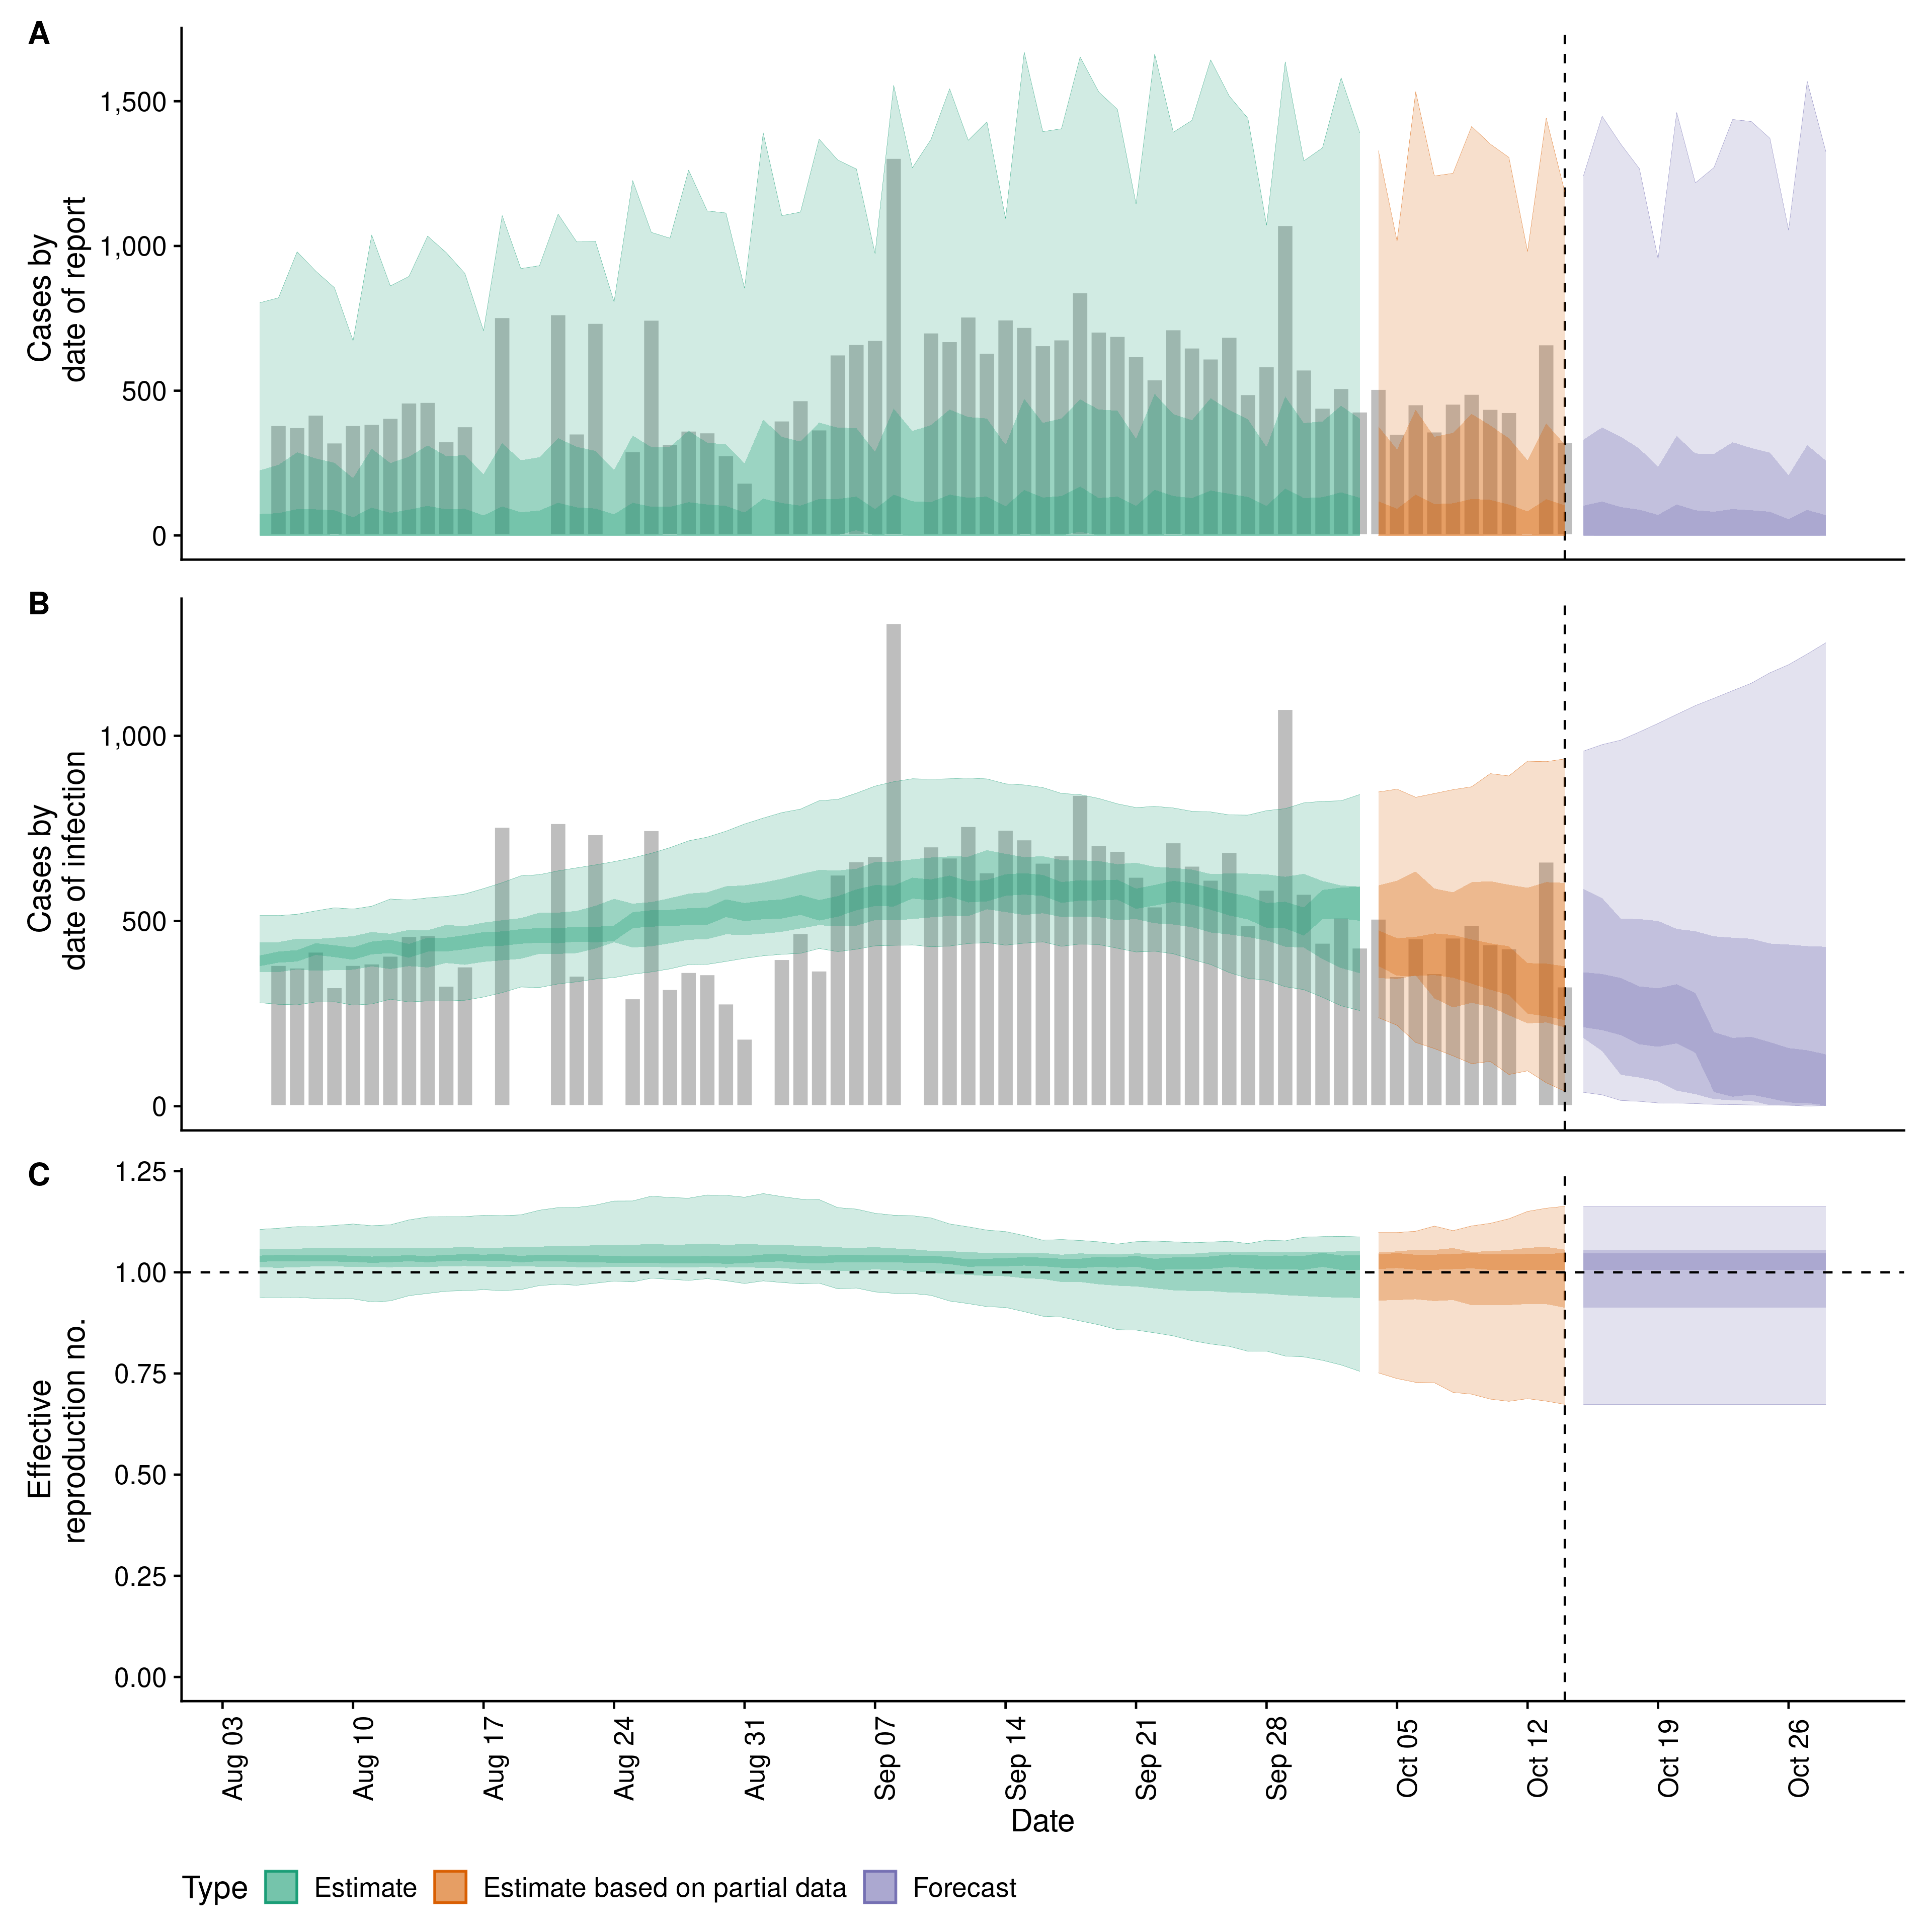 A
1,500
1,000
500
0
Cases by
date of report
B
1,000
500
0
Cases by
date of infection
C
1.25
1.00
0.75
0.50
0.25
0.00
Effective
reproduction no.
Aug 03
Aug 10
Aug 17
Aug 24
Aug 31
Sep 07
Sep 14
Sep 21
Sep 28
Oct 05
Oct 12
Oct 19
Oct 26
Date
Type Estimate Estimate based on partial data Forecast